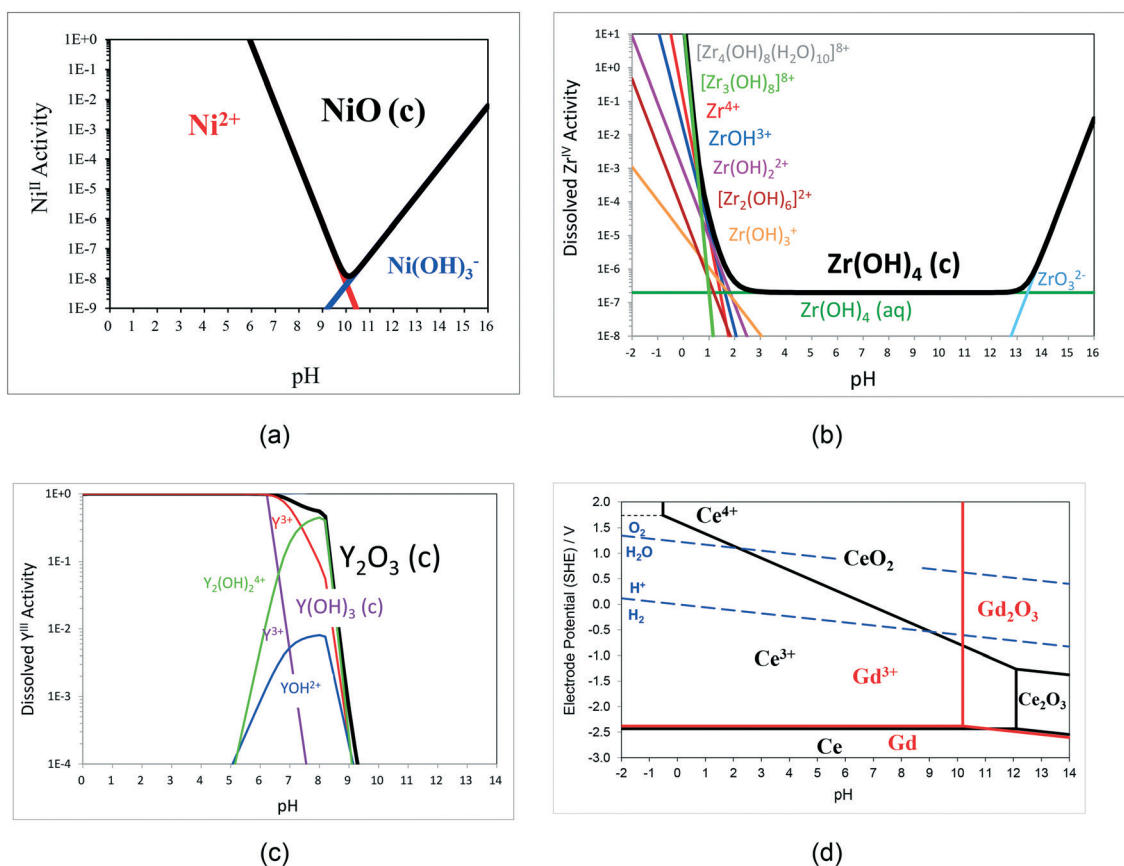 1E+0
1E-1
1E-2
1E-3
1E-4
1E-5
1E-6
1E-7
1E-8
1E-9
Ni^II Activity
Ni²⁺
NiO (c)
Ni(OH)₃⁻
0 1 2 3 4 5 6 7 8 9 10 11 12 13 14 15 16
pH
(a)
1E+1
1E+0
1E-1
1E-2
1E-3
1E-4
1E-5
1E-6
1E-7
1E-8
Dissolved Zr^IV Activity
[Zr₄(OH)₈(H₂O)₁₀]⁸⁺
[Zr₃(OH)₈]⁸⁺
Zr⁴⁺
ZrOH³⁺
Zr(OH)₂²⁺
[Zr₂(OH)₆]²⁺
Zr(OH)₃⁺
Zr(OH)₄ (c)
ZrO₃²⁻
Zr(OH)₄ (aq)
-2 -1 0 1 2 3 4 5 6 7 8 9 10 11 12 13 14 15 16
pH
(b)
1E+0
1E-1
1E-2
1E-3
1E-4
Dissolved Y^III Activity
Y³⁺
Y₂O₃ (c)
Y₂(OH)₂⁴⁺
Y(OH)₃ (c)
Y³⁺
YOH²⁺
0 1 2 3 4 5 6 7 8 9 10 11 12 13 14
pH
(c)
2.0
1.5
1.0
0.5
0.0
-0.5
-1.0
-1.5
-2.0
-2.5
-3.0
Electrode Potential (SHE) / V
Ce⁴⁺
O₂
H₂O
CeO₂
H⁺
H₂
Gd₂O₃
Ce³⁺
Gd³⁺
Ce₂O₃
Ce
Gd
-2 -1 0 1 2 3 4 5 6 7 8 9 10 11 12 13 14
pH
(d)